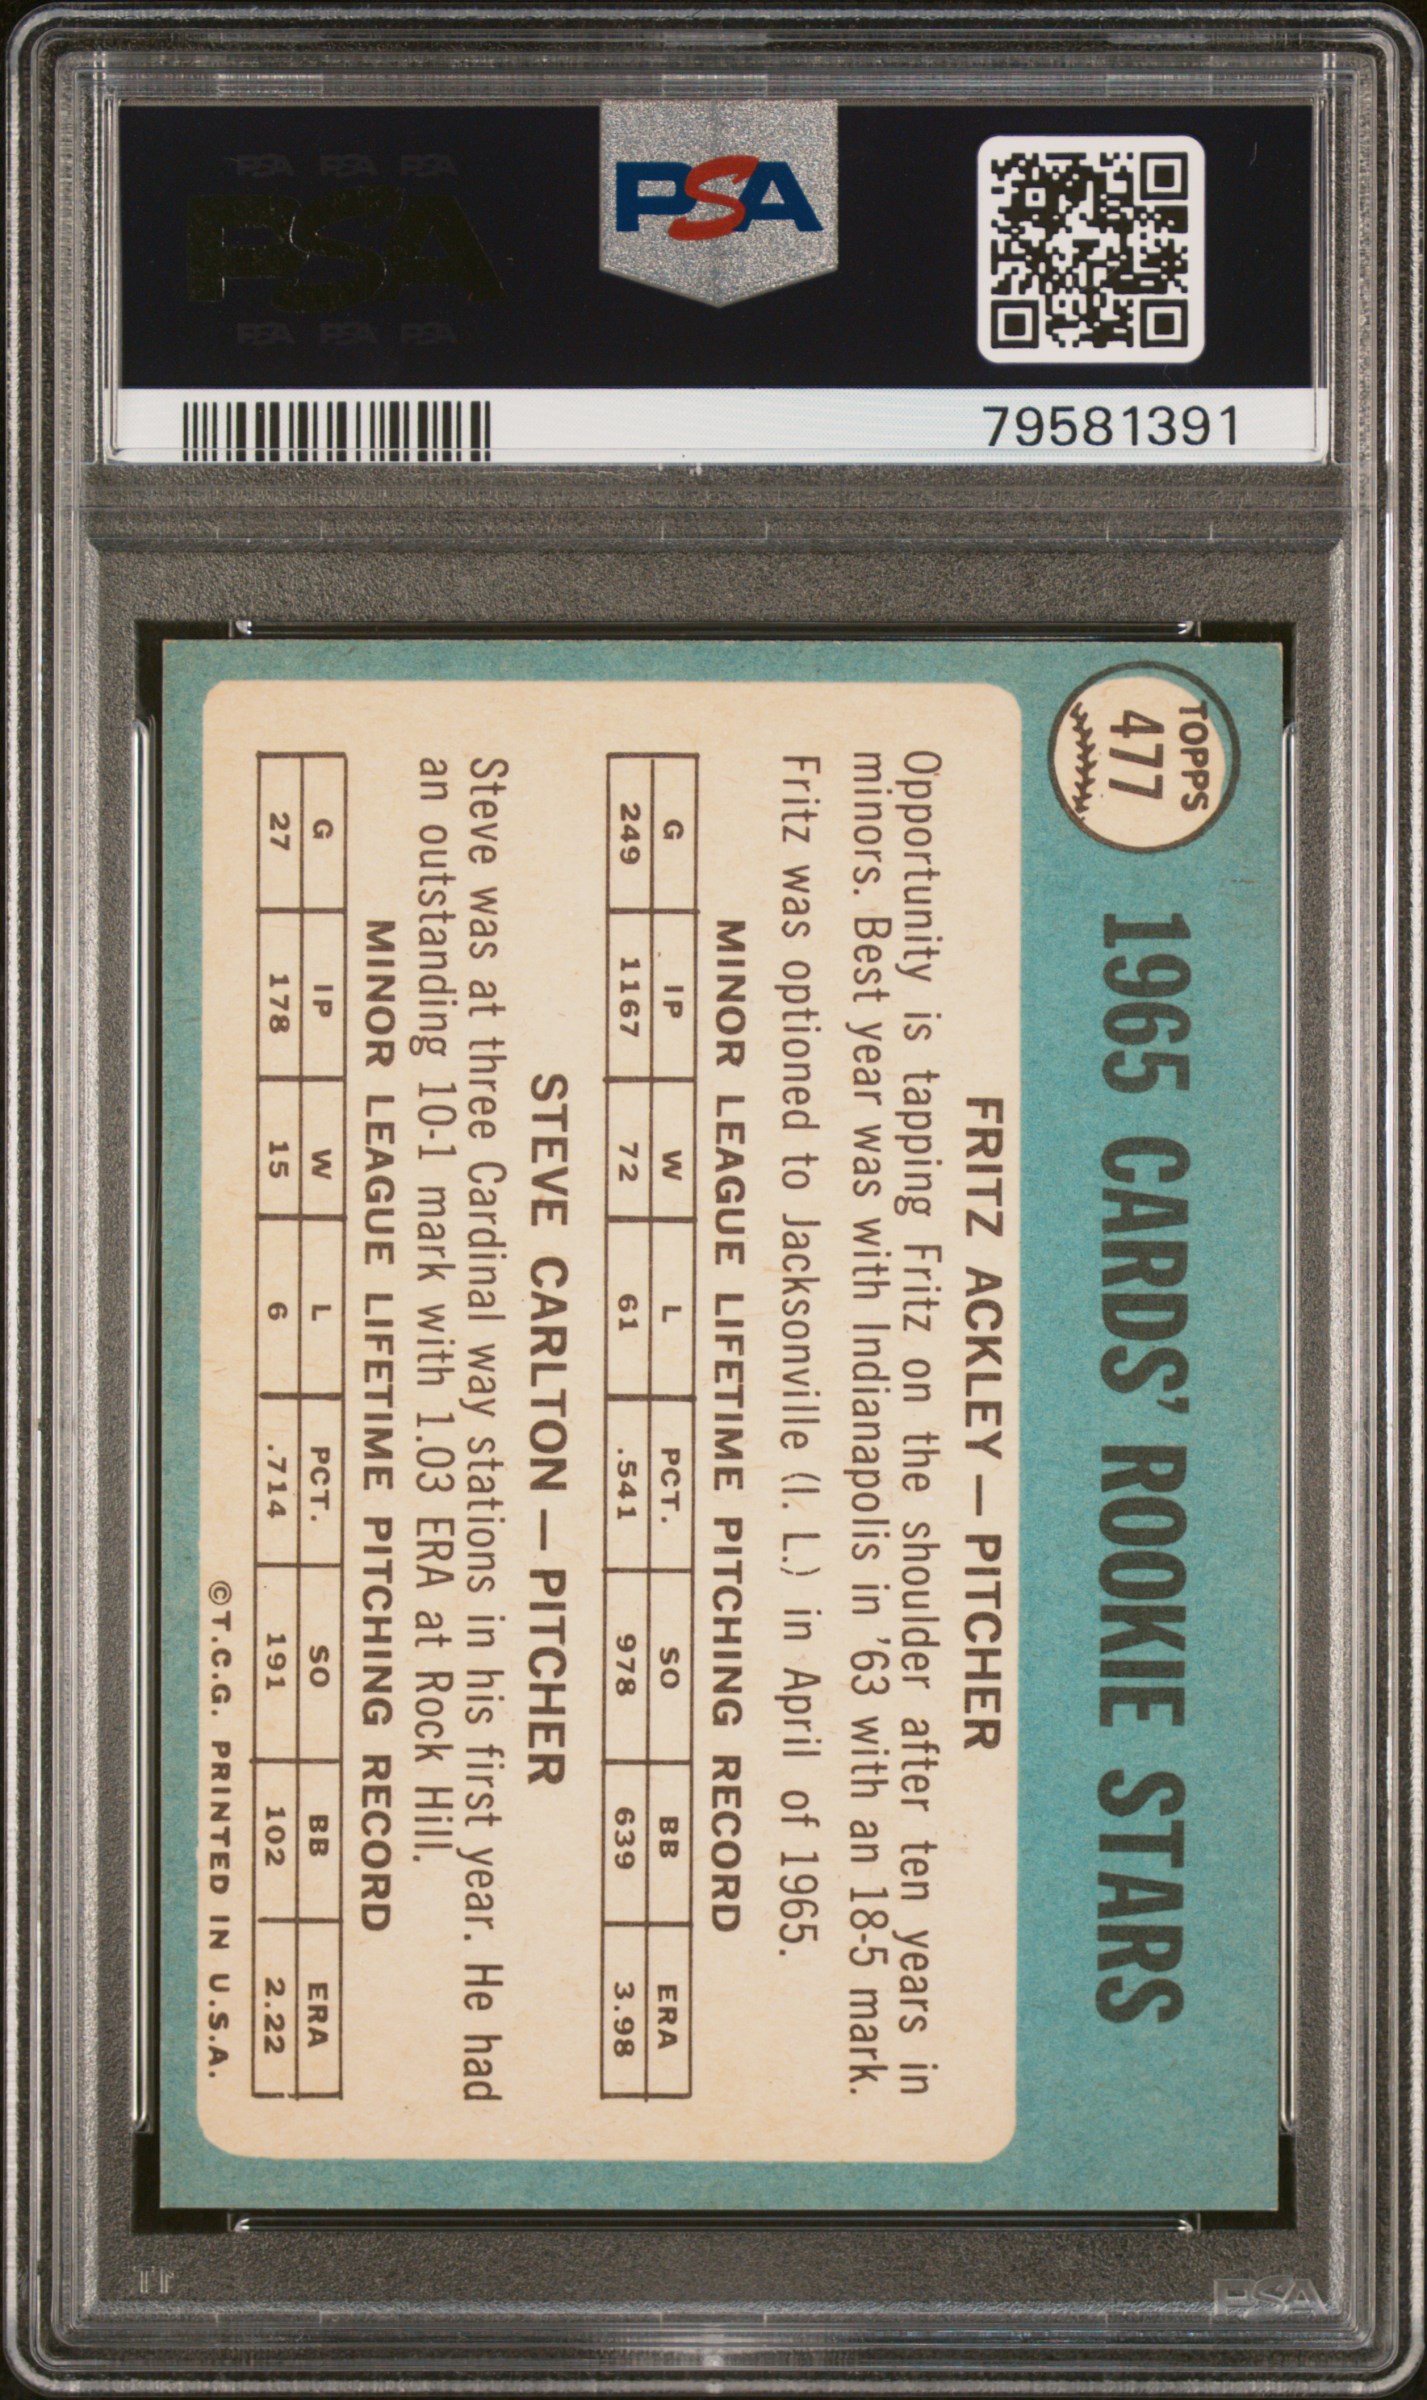 PSA PSA PSA
PSA
PSA PSA PSA
PSA
79581391
TOPPS
477
1965 CARDS' ROOKIE STARS
FRITZ ACKLEY — PITCHER
Opportunity is tapping Fritz on the shoulder after ten years in
minors. Best year was with Indianapolis in '63 with an 18-5 mark.
Fritz was optioned to Jacksonville (I. L.) in April of 1965.
MINOR LEAGUE LIFETIME PITCHING RECORD
G IP W L PCT. SO BB ERA
249 1167 72 61 .541 978 639 3.98
STEVE CARLTON — PITCHER
Steve was at three Cardinal way stations in his first year. He had
an outstanding 10-1 mark with 1.03 ERA at Rock Hill.
MINOR LEAGUE LIFETIME PITCHING RECORD
G IP W L PCT. SO BB ERA
27 178 15 6 .714 191 102 2.22
©T.C.G. PRINTED IN U.S.A.
PSA